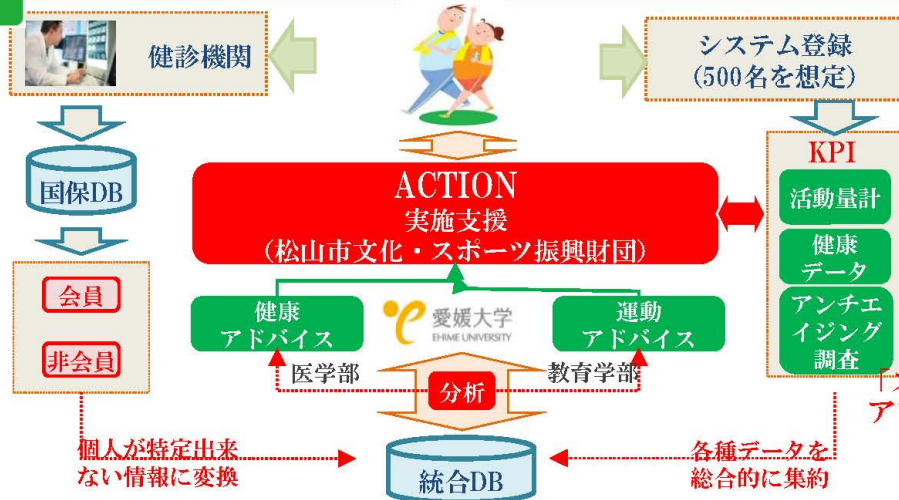 健診機関
システム登録
(500名を想定)
国保DB
KPI
ACTION
実施支援
(松山市文化・スポーツ振興財団)
活動量計
健康
データ
アンチエ
イジング
調査
会員
非会員
健康
アドバイス
愛媛大学
EHIME UNIVERSITY
運動
アドバイス
医学部
分析
教育学部
個人が特定出来
ない情報に変換
統合DB
各種データを
総合的に集約
ア